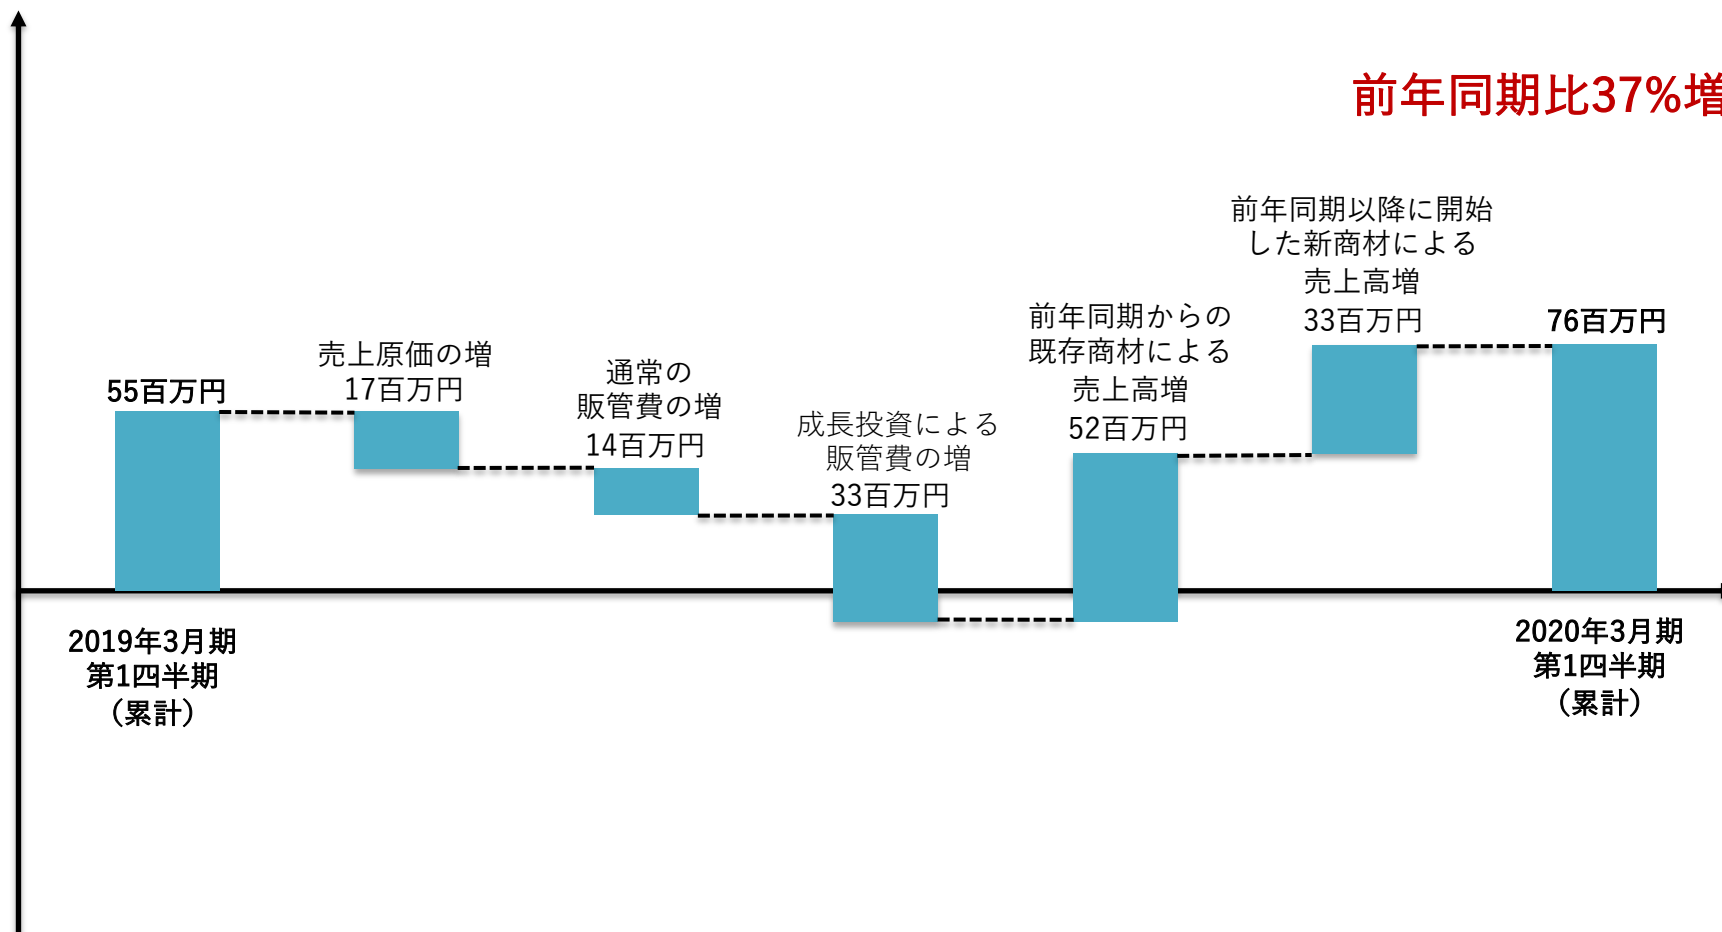 前年同期比37%増
前年同期以降に開始
した新商材による
売上高増
33百万円
前年同期からの
既存商材による
売上高増
52百万円
76百万円
売上原価の増
17百万円
通常の
販管費の増
14百万円
55百万円
成長投資による
販管費の増
33百万円
2019年3月期
第1四半期
（累計）
2020年3月期
第1四半期
（累計）